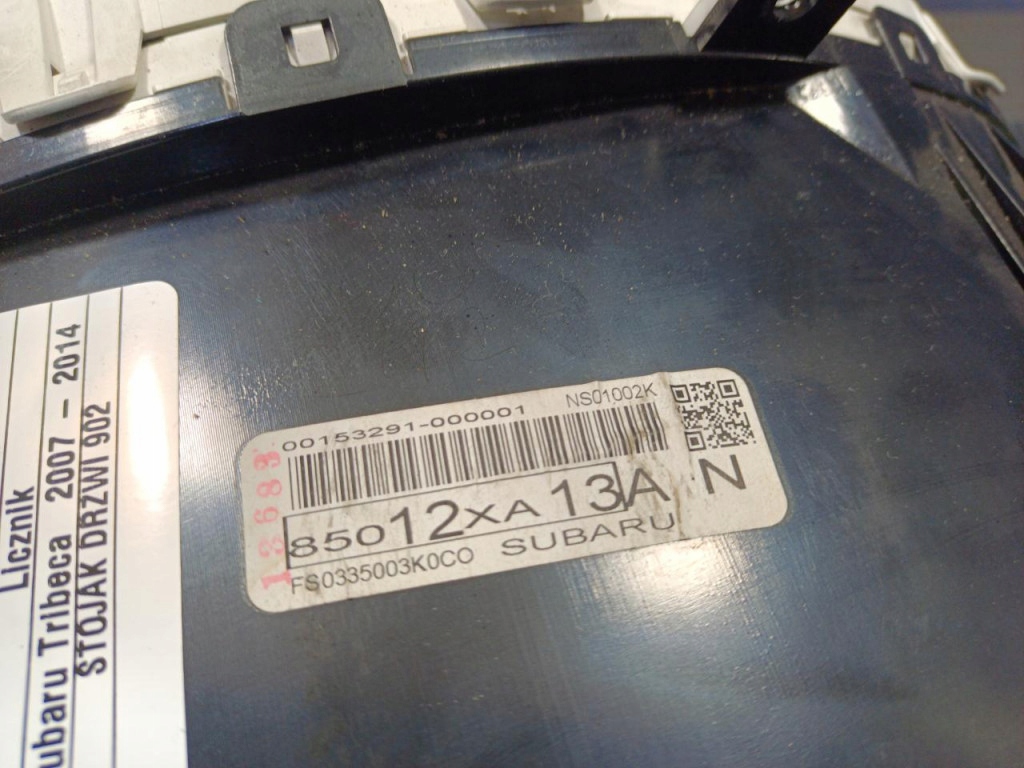 Licznik
ubaru Tribeca 2007 – 2014
STOJAK DRZWI 902
00153291-000001 NS01002K
85012XA13A N
FS0335003K0CO SUBARU